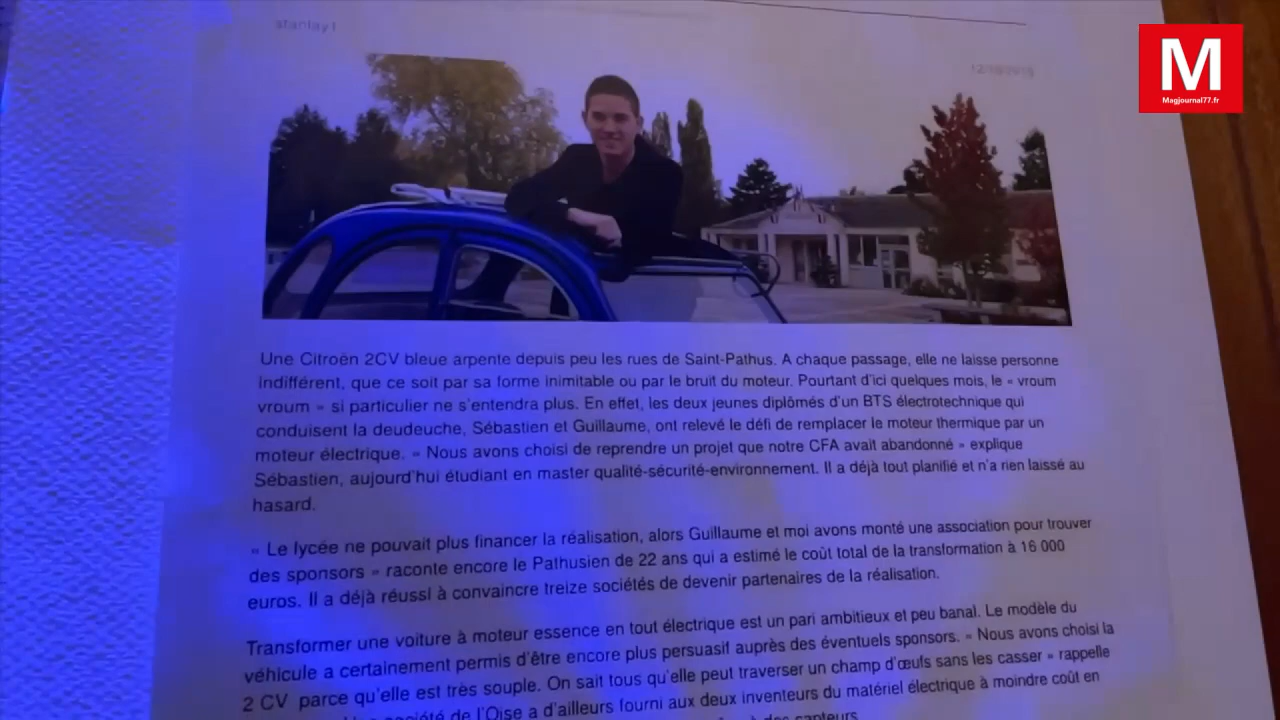 stanlay1
M
Magjournal77.fr
Une Citroën 2CV bleue arpente depuis peu les rues de Saint-Pathus. A chaque passage, elle ne laisse personne
indifférent, que ce soit par sa forme inimitable ou par le bruit du moteur. Pourtant d'ici quelques mois, le « vroum
vroum » si particulier ne s'entendra plus. En effet, les deux jeunes diplômés d'un BTS électrotechnique qui
conduisent la deudeuche, Sébastien et Guillaume, ont relevé le défi de remplacer le moteur thermique par un
moteur électrique. « Nous avons choisi de reprendre un projet que notre CFA avait abandonné » explique
Sébastien, aujourd'hui étudiant en master qualité-sécurité-environnement. Il a déjà tout planifié et n'a rien laissé au
hasard.
« Le lycée ne pouvait plus financer la réalisation, alors Guillaume et moi avons monté une association pour trouver
des sponsors » raconte encore le Pathusien de 22 ans qui a estimé le coût total de la transformation à 16 000
euros. Il a déjà réussi à convaincre treize sociétés de devenir partenaires de la réalisation.
Transformer une voiture à moteur essence en tout électrique est un pari ambitieux et peu banal. Le modèle du
véhicule a certainement permis d'être encore plus persuasif auprès des éventuels sponsors. « Nous avons choisi la
2 CV parce qu'elle est très souple. On sait tous qu'elle peut traverser un champ d'œufs sans les casser » rappelle
société de l'Oise a d'ailleurs fourni aux deux inventeurs du matériel électrique à moindre coût en
des capteurs